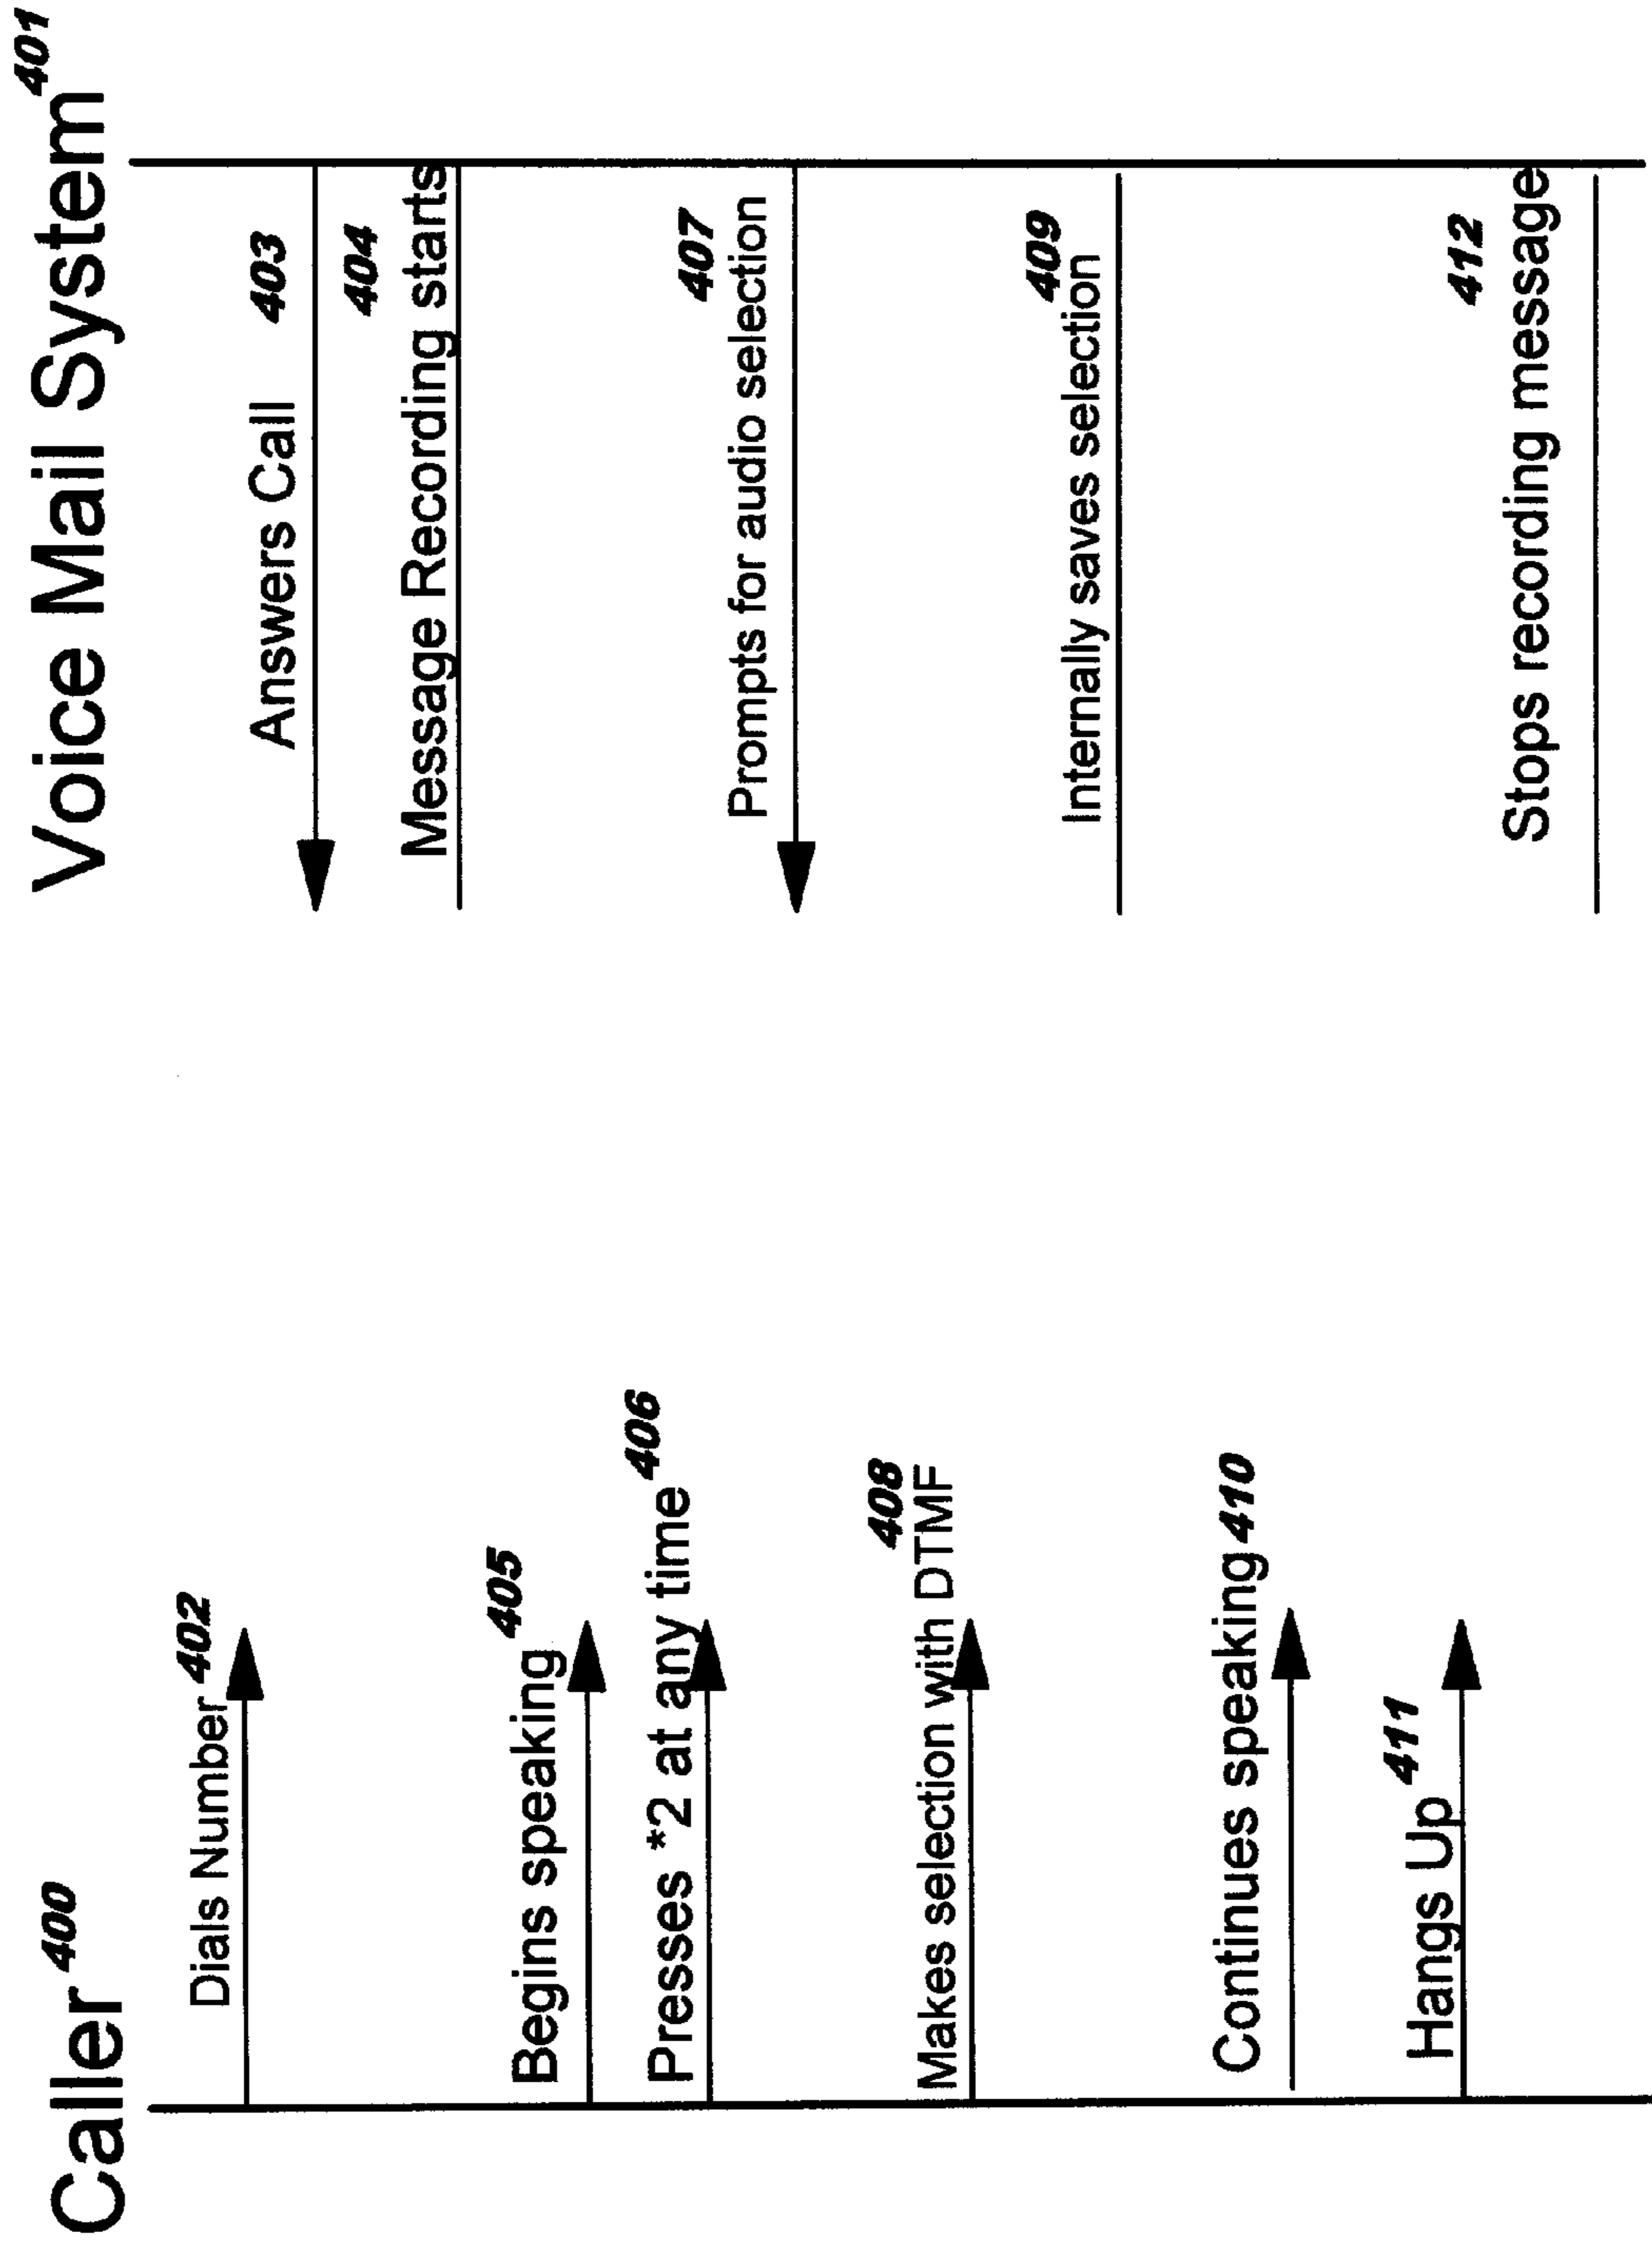 Caller 400
Voice Mail System 401
Dials Number 402
Answers Call 403
404
Message Recording starts
Begins speaking 405
Presses *2 at any time 406
407
Prompts for audio selection
408
Makes selection with DTMF
409
Internally saves selection
Continues speaking 410
Hangs Up 411
412
Stops recording message